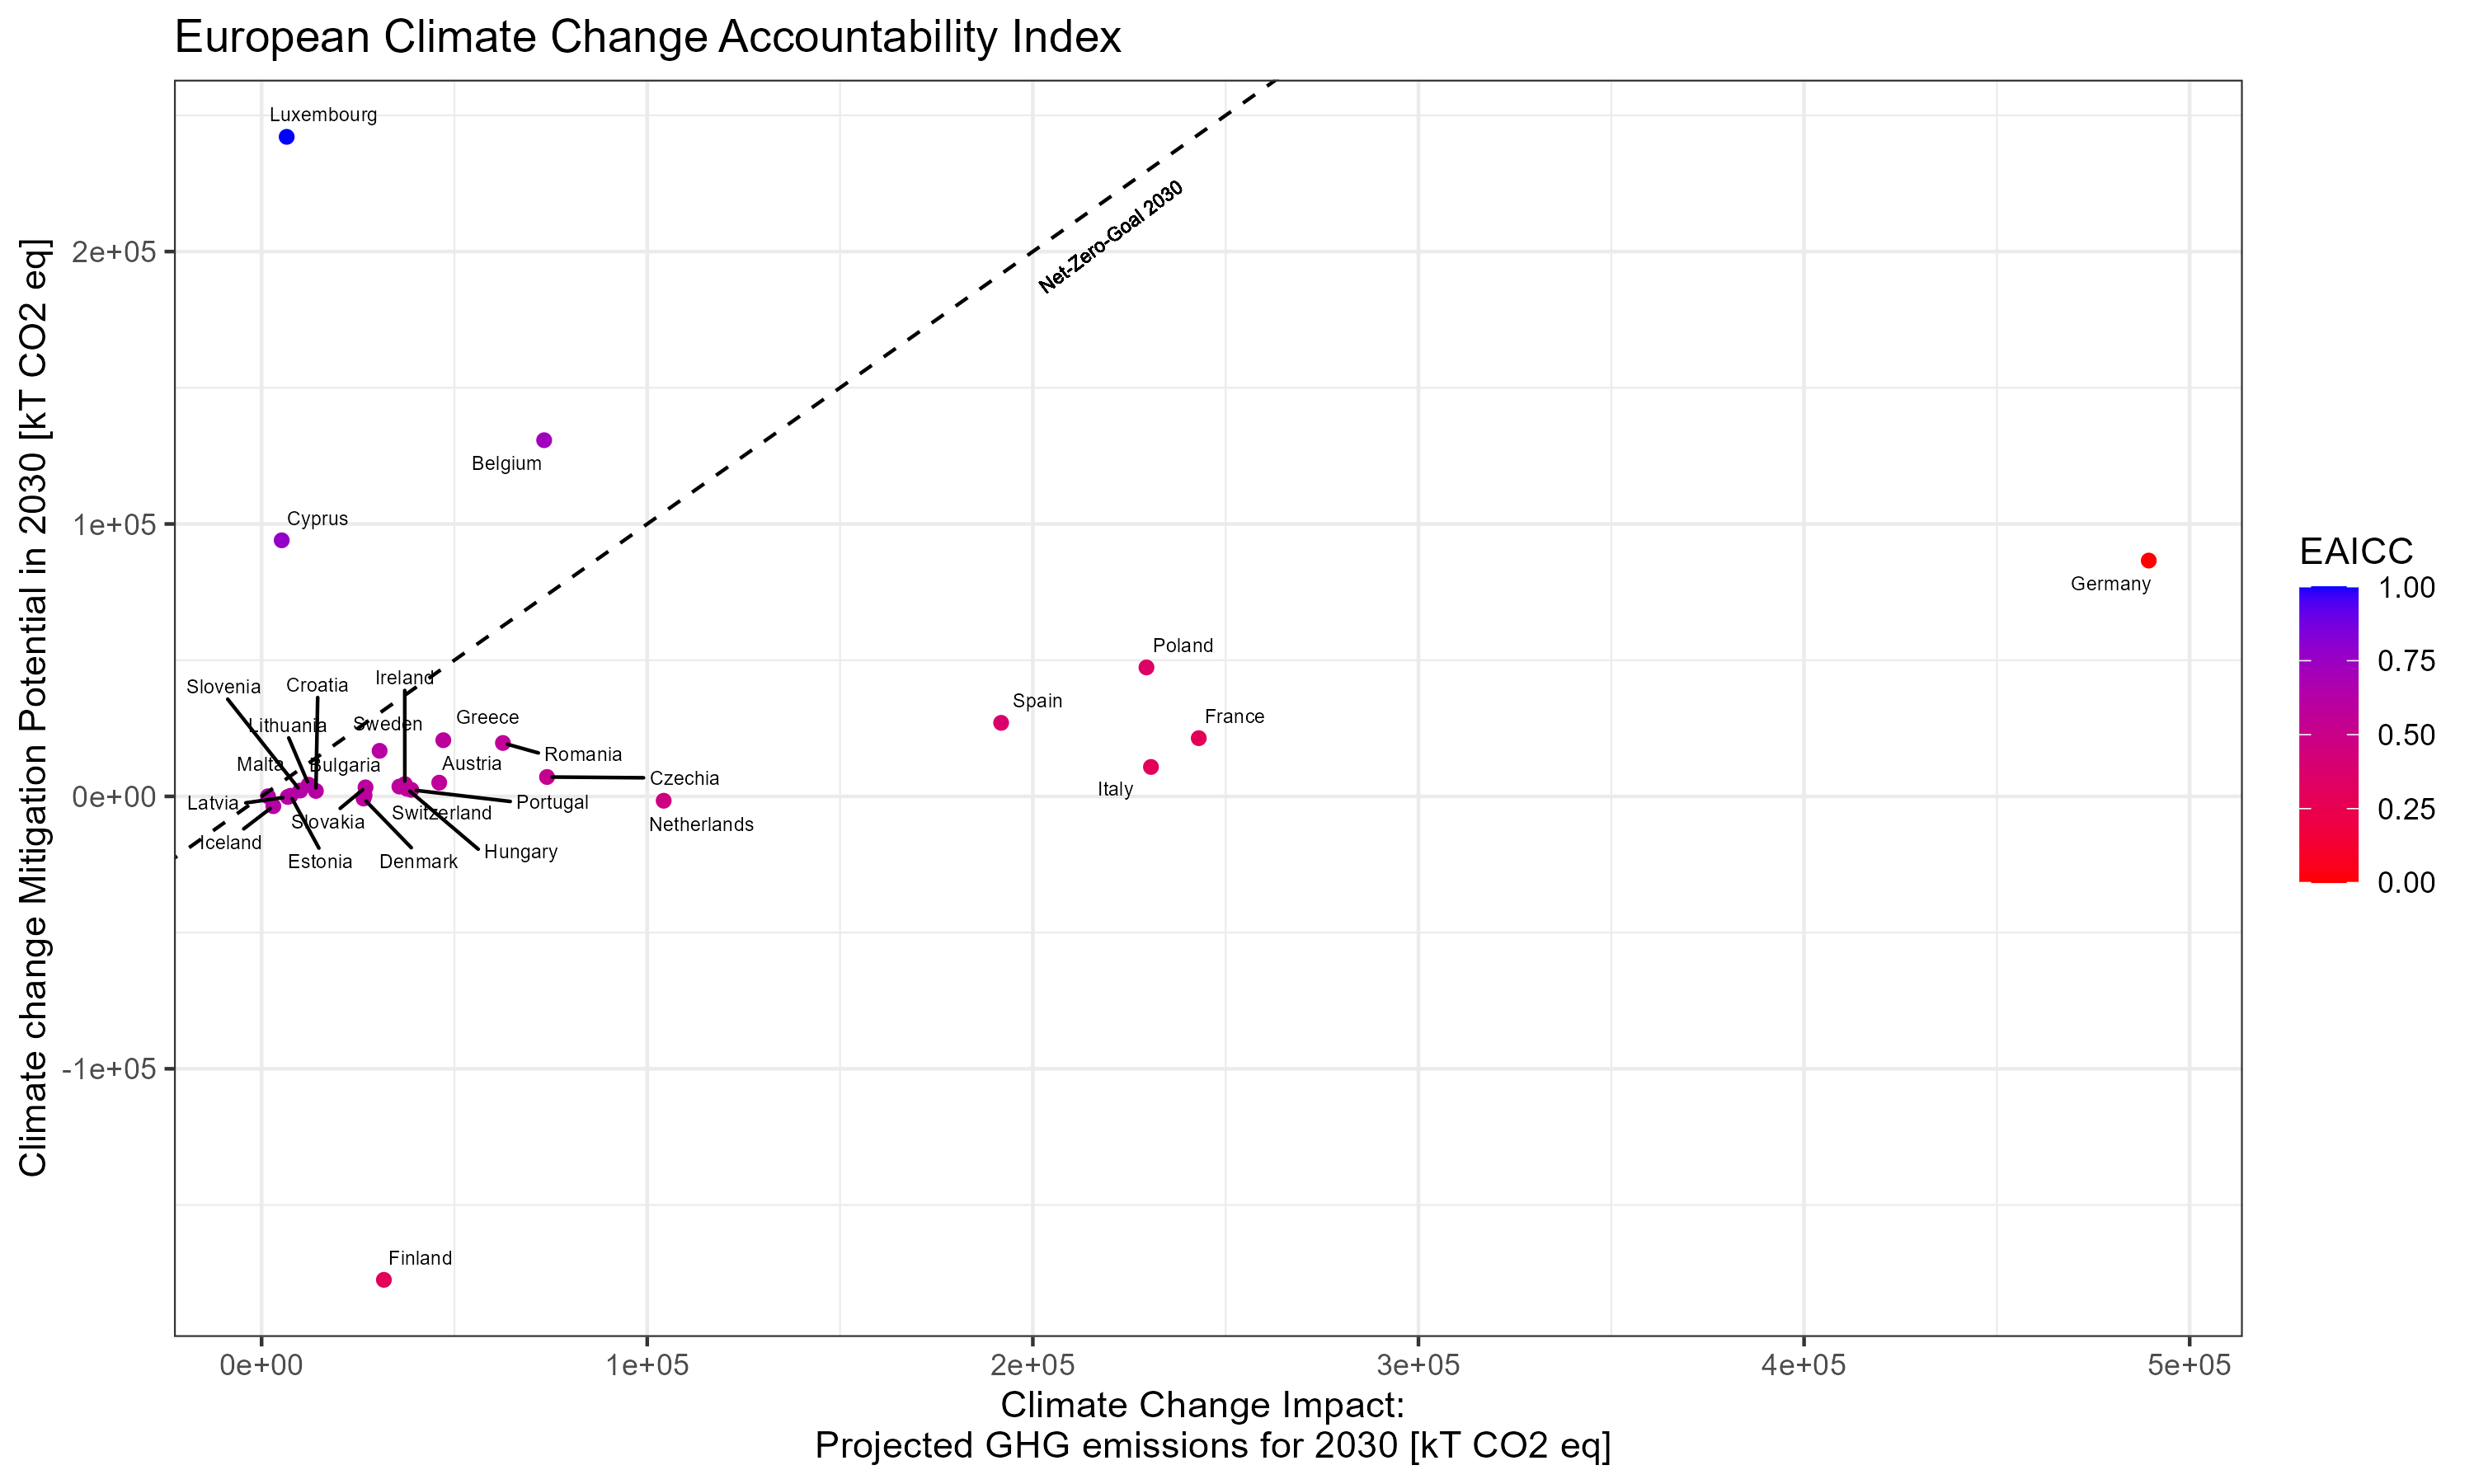 European Climate Change Accountability Index
Climate change Mitigation Potential in 2030 [kT CO2 eq]
2e+05
1e+05
0e+00
-1e+05
Luxembourg
Net-Zero-Goal 2030
Belgium
Cyprus
Germany
Poland
Spain
France
Italy
Slovenia
Croatia
Ireland
Lithuania
Sweden
Greece
Romania
Malta
Bulgaria
Austria
Czechia
Latvia
Portugal
Iceland
Slovakia
Switzerland
Netherlands
Estonia
Denmark
Hungary
Finland
0e+00
1e+05
2e+05
3e+05
4e+05
5e+05
Climate Change Impact:
Projected GHG emissions for 2030 [kT CO2 eq]
EAICC
1.00
0.75
0.50
0.25
0.00